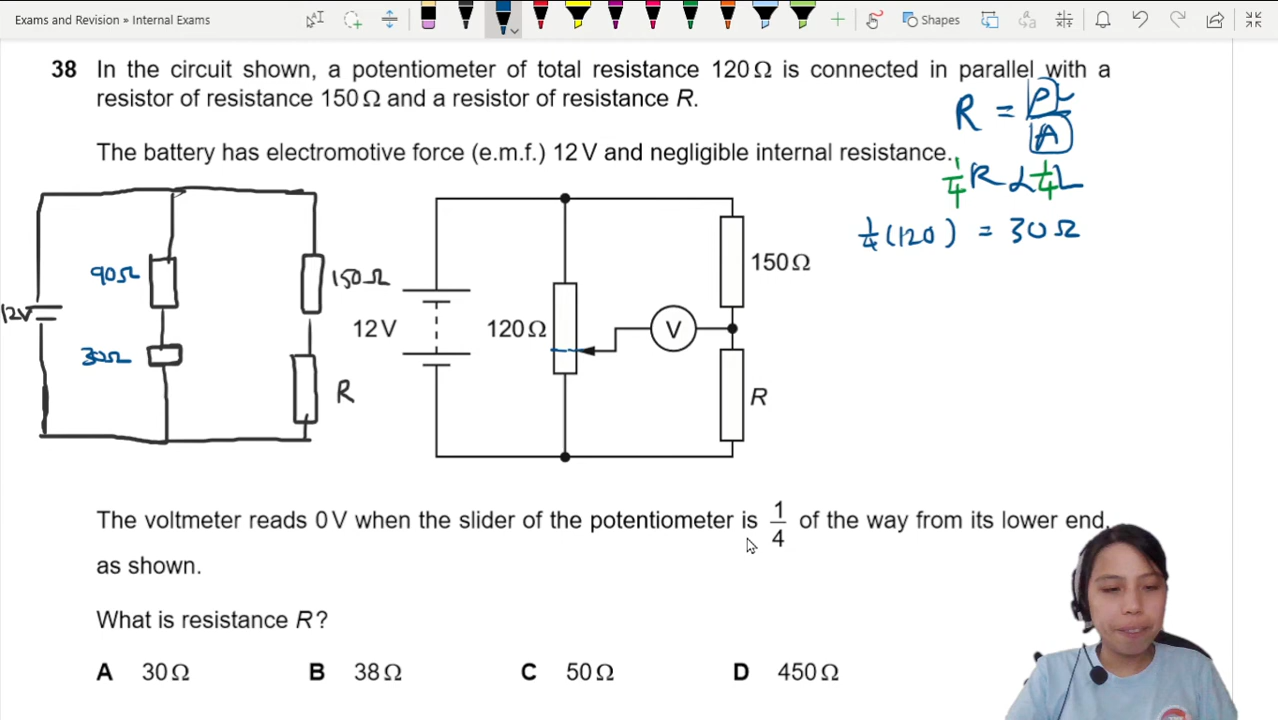 Exams and Revision » Internal Exams
Shapes
38 In the circuit shown, a potentiometer of total resistance 120 Ω is connected in parallel with a
resistor of resistance 150 Ω and a resistor of resistance R.
R = ρL
A
The battery has electromotive force (e.m.f.) 12 V and negligible internal resistance.
1/4 R α 1/4 L
1/4 (120) = 30 Ω
90Ω
150Ω
150 Ω
12V
12 V
120 Ω
V
30Ω
R
R
The voltmeter reads 0 V when the slider of the potentiometer is 1/4 of the way from its lower end,
as shown.
What is resistance R?
A 30 Ω B 38 Ω C 50 Ω D 450 Ω